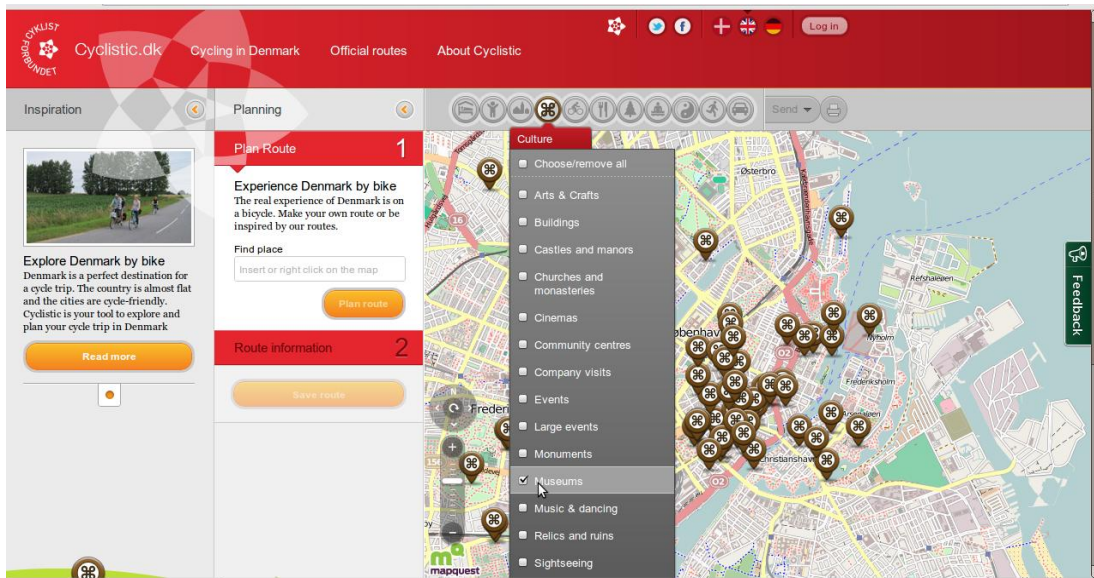 CYKLIST
FORBUNDET
Cyclistic.dk
Cycling in Denmark
Official routes
About Cyclistic
Log in
Inspiration
Planning
Send
Explore Denmark by bike
Denmark is a perfect destination for
a cycle trip. The country is almost flat
and the cities are cycle-friendly.
Cyclistic is your tool to explore and
plan your cycle trip in Denmark
Read more
Plan Route 1
Experience Denmark by bike
The real experience of Denmark is on
a bicycle. Make your own route or be
inspired by our routes.
Find place
Insert or right click on the map
Plan route
Route information 2
Save route
Culture
Choose/remove all
Arts & Crafts
Buildings
Castles and manors
Churches and
monasteries
Cinemas
Community centres
Company visits
Events
Large events
Monuments
Museums
Music & dancing
Relics and ruins
Sightseeing
Østerbro
16
Refshaleøen
Nyholm
O2
Frederiksholm
Arsenaløen
O2
N
mapquest
Feedback